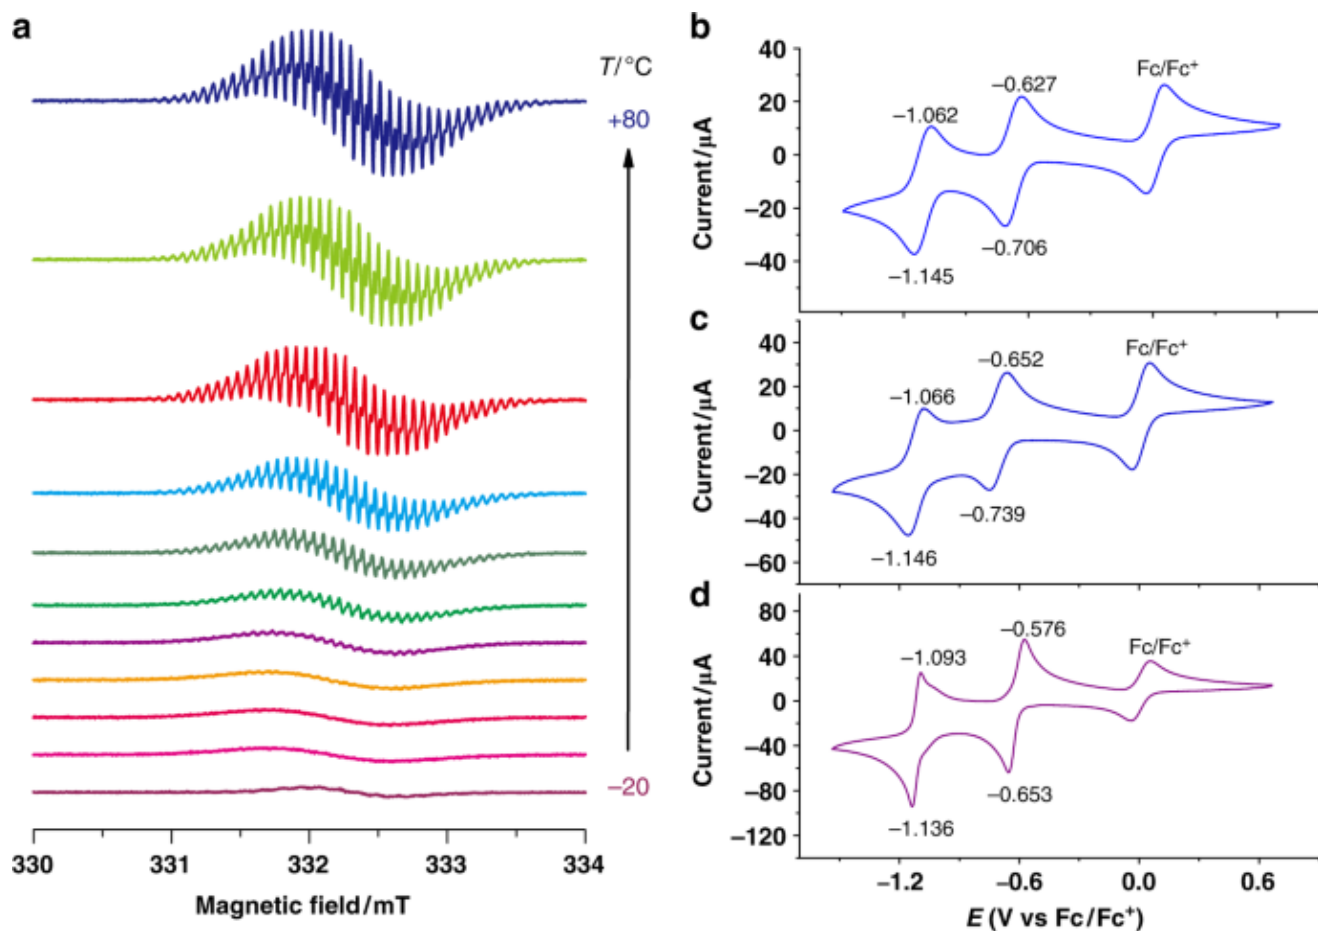 a
T/°C
+80
−20
330 331 332 333 334
Magnetic field/mT
b
40
20
0
−20
−40
Current/μA
−1.062
−0.627
Fc/Fc⁺
−1.145
−0.706
c
40
20
0
−20
−40
−60
Current/μA
−1.066
−0.652
Fc/Fc⁺
−1.146
−0.739
d
80
40
0
−40
−80
−120
Current/μA
−1.093
−0.576
Fc/Fc⁺
−1.136
−0.653
−1.2 −0.6 0.0 0.6
E (V vs Fc/Fc⁺)